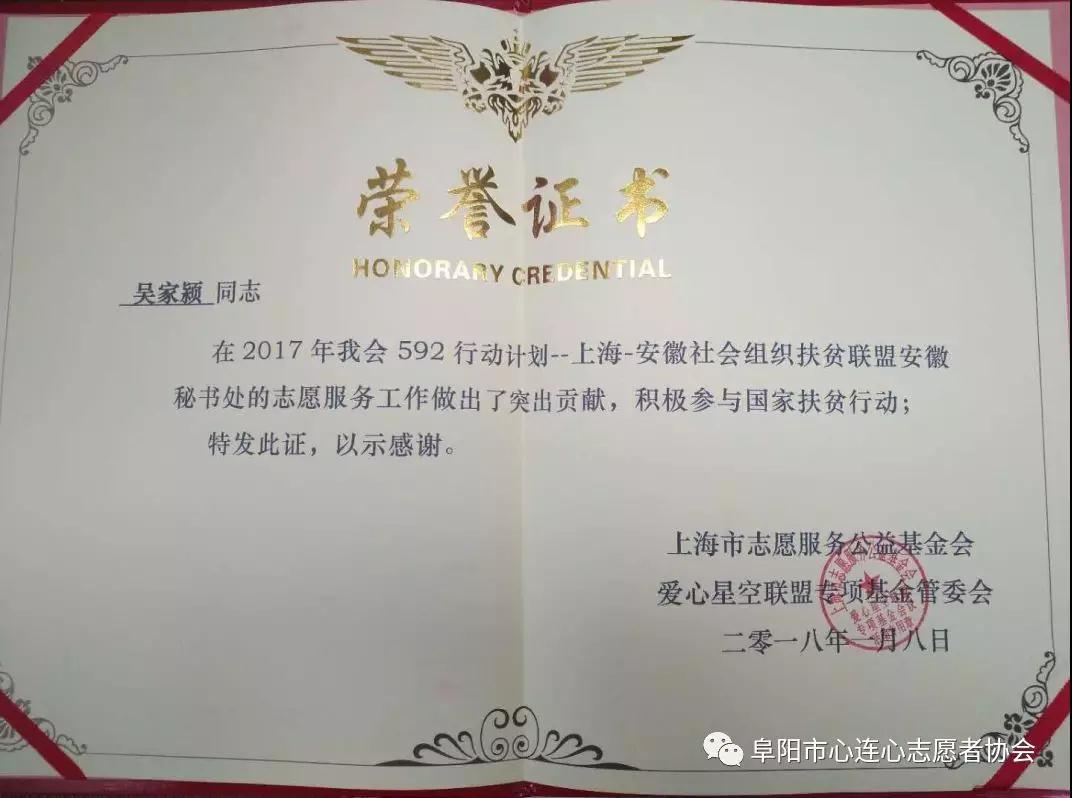 荣誉证书
HONORARY CREDENTIAL
吴家颍 同志
在 2017 年我会 592 行动计划--上海-安徽社会组织扶贫联盟安徽
秘书处的志愿服务工作做出了突出贡献，积极参与国家扶贫行动；
特发此证，以示感谢。
上海市志愿服务公益基金会
爱心星空联盟专项基金管委会
二零一八年一月八日
阜阳市心连心志愿者协会